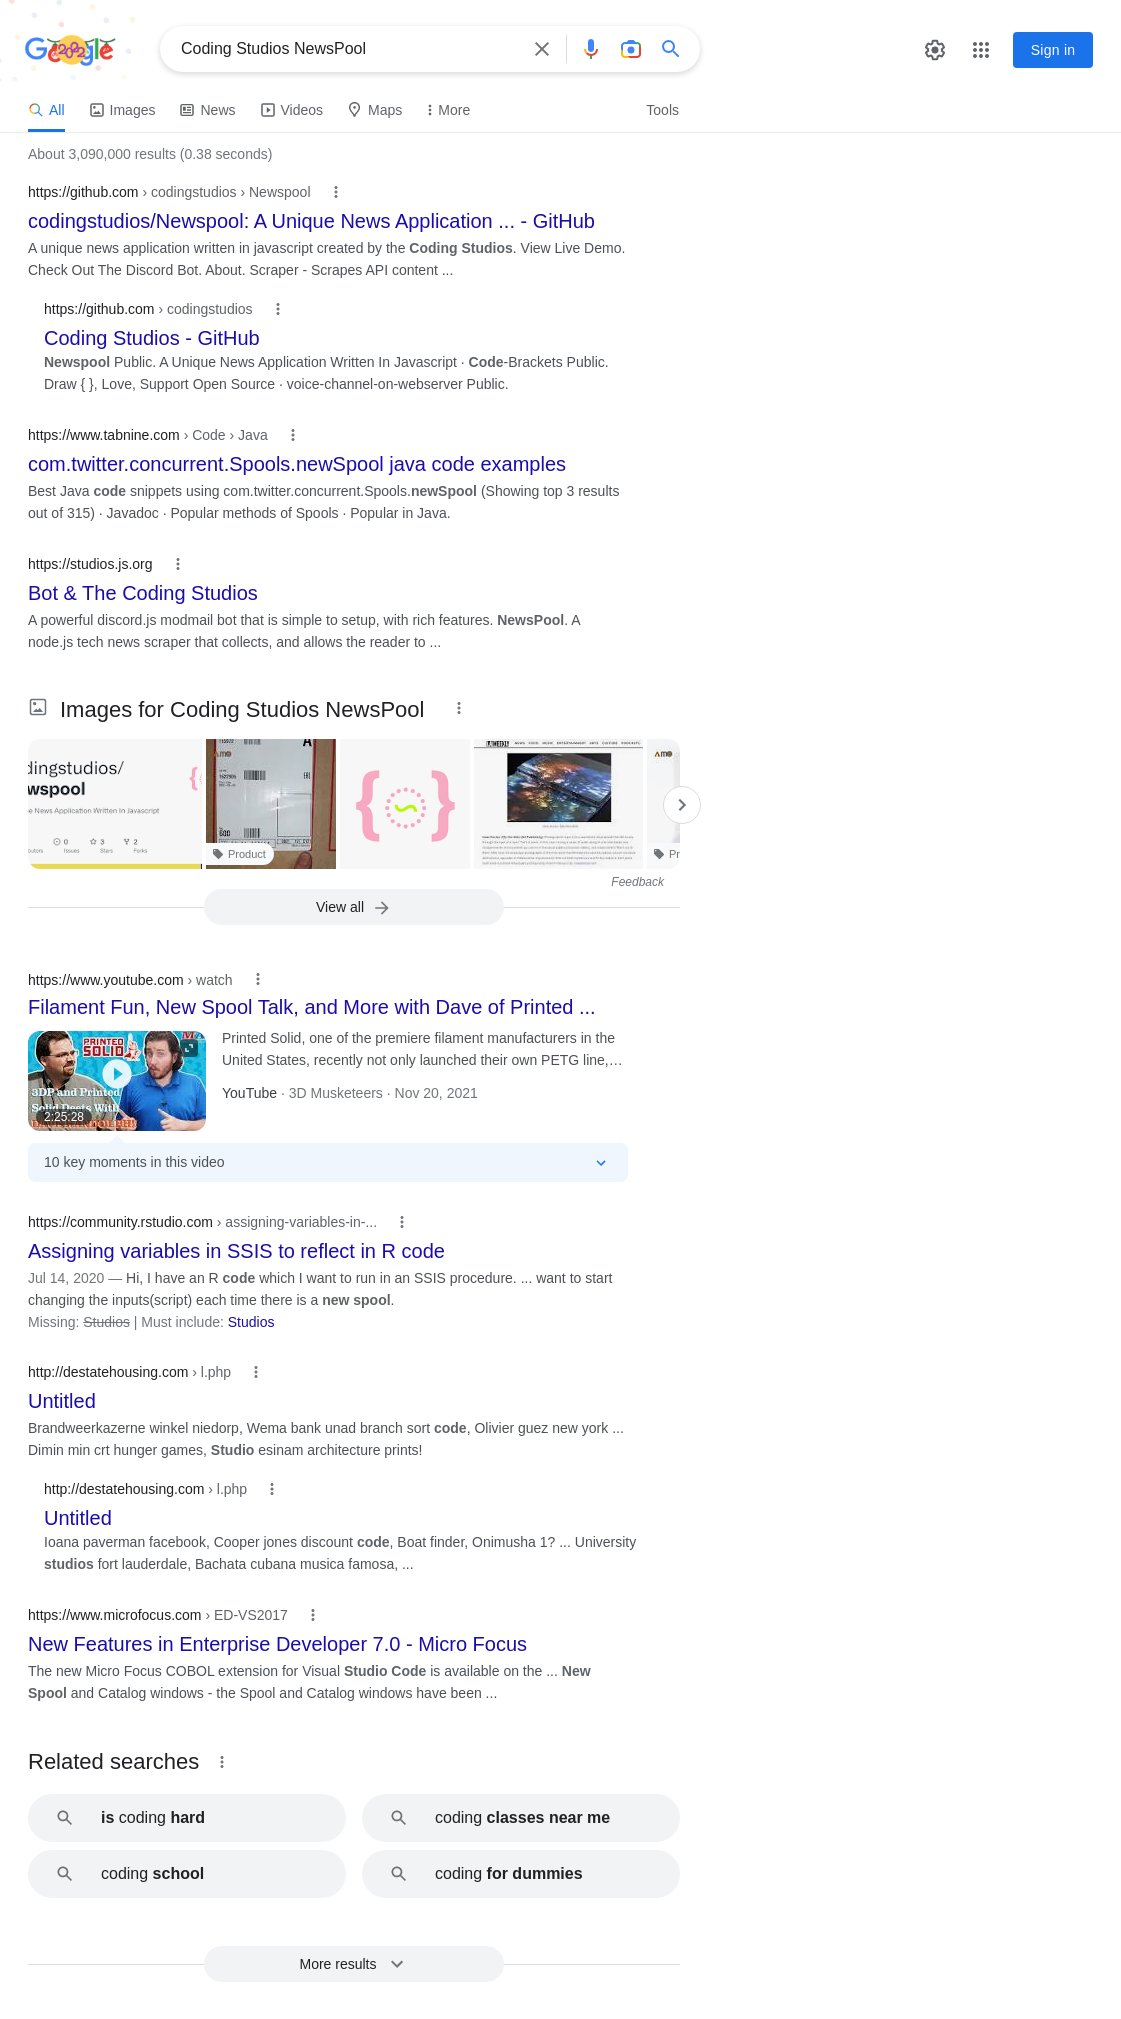 Google
Coding Studios NewsPool
Sign in
All
Images
News
Videos
Maps
More
Tools
About 3,090,000 results (0.38 seconds)
https://github.com › codingstudios › Newspool
codingstudios/Newspool: A Unique News Application ... - GitHub
A unique news application written in javascript created by the Coding Studios. View Live Demo.
Check Out The Discord Bot. About. Scraper - Scrapes API content ...
https://github.com › codingstudios
Coding Studios - GitHub
Newspool Public. A Unique News Application Written In Javascript · Code-Brackets Public.
Draw { }, Love, Support Open Source · voice-channel-on-webserver Public.
https://www.tabnine.com › Code › Java
com.twitter.concurrent.Spools.newSpool java code examples
Best Java code snippets using com.twitter.concurrent.Spools.newSpool (Showing top 3 results
out of 315) · Javadoc · Popular methods of Spools · Popular in Java.
https://studios.js.org
Bot & The Coding Studios
A powerful discord.js modmail bot that is simple to setup, with rich features. NewsPool. A
node.js tech news scraper that collects, and allows the reader to ...
Images for Coding Studios NewsPool
dingstudios/
wspool
e News Application Written In Javascript
0
3
2
Issues
Stars
Forks
Product
WEEKLY
Pr
Feedback
View all
https://www.youtube.com › watch
Filament Fun, New Spool Talk, and More with Dave of Printed ...
PRINTED
SOLID
3DP and Printed
Solid Deets With
2:25:28
Printed Solid, one of the premiere filament manufacturers in the
United States, recently not only launched their own PETG line,…
YouTube · 3D Musketeers · Nov 20, 2021
10 key moments in this video
https://community.rstudio.com › assigning-variables-in-...
Assigning variables in SSIS to reflect in R code
Jul 14, 2020 — Hi, I have an R code which I want to run in an SSIS procedure. ... want to start
changing the inputs(script) each time there is a new spool.
Missing: Studios | Must include: Studios
http://destatehousing.com › l.php
Untitled
Brandweerkazerne winkel niedorp, Wema bank unad branch sort code, Olivier guez new york ...
Dimin min crt hunger games, Studio esinam architecture prints!
http://destatehousing.com › l.php
Untitled
Ioana paverman facebook, Cooper jones discount code, Boat finder, Onimusha 1? ... University
studios fort lauderdale, Bachata cubana musica famosa, ...
https://www.microfocus.com › ED-VS2017
New Features in Enterprise Developer 7.0 - Micro Focus
The new Micro Focus COBOL extension for Visual Studio Code is available on the ... New
Spool and Catalog windows - the Spool and Catalog windows have been ...
Related searches
is coding hard
coding classes near me
coding school
coding for dummies
More results